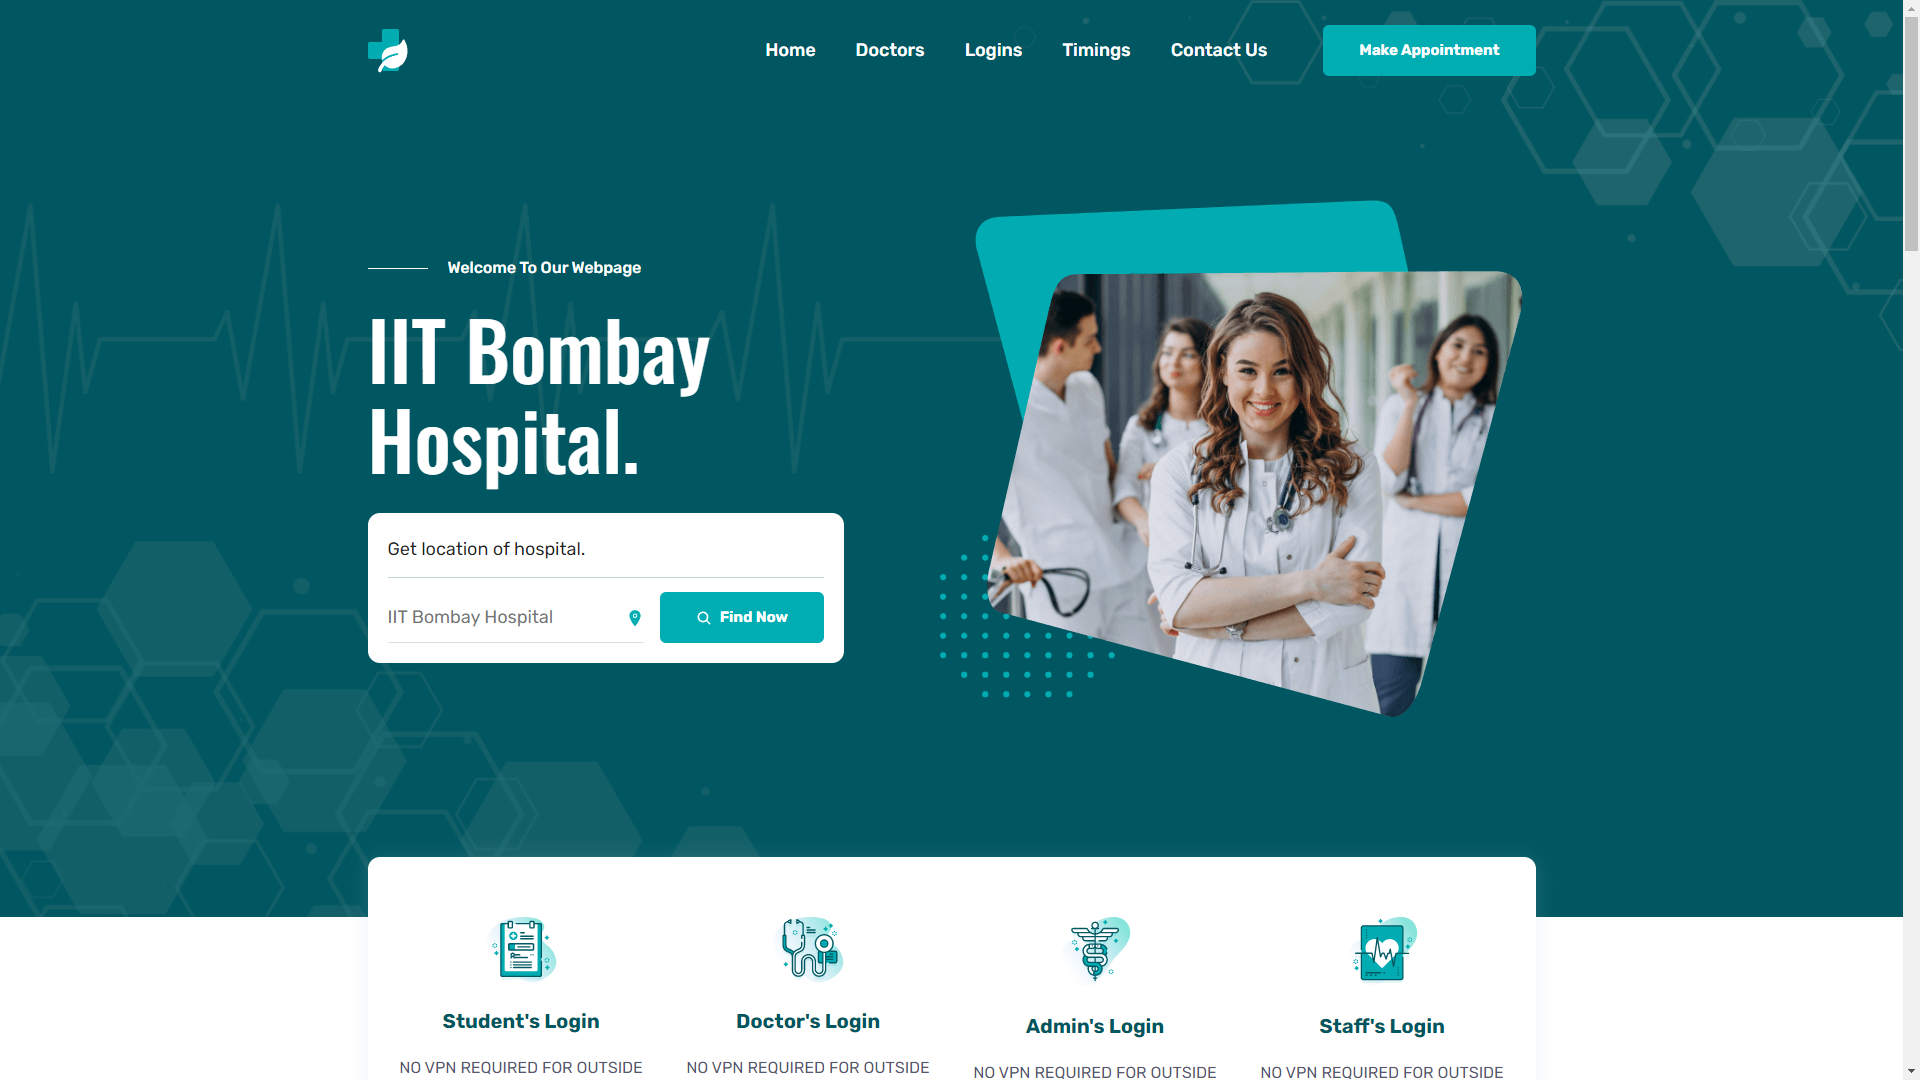 Home
Doctors
Logins
Timings
Contact Us
Make Appointment
Welcome To Our Webpage
IIT Bombay
Hospital.
Get location of hospital.
IIT Bombay Hospital
Find Now
Student's Login
NO VPN REQUIRED FOR OUTSIDE
Doctor's Login
NO VPN REQUIRED FOR OUTSIDE
Admin's Login
NO VPN REQUIRED FOR OUTSIDE
Staff's Login
NO VPN REQUIRED FOR OUTSIDE